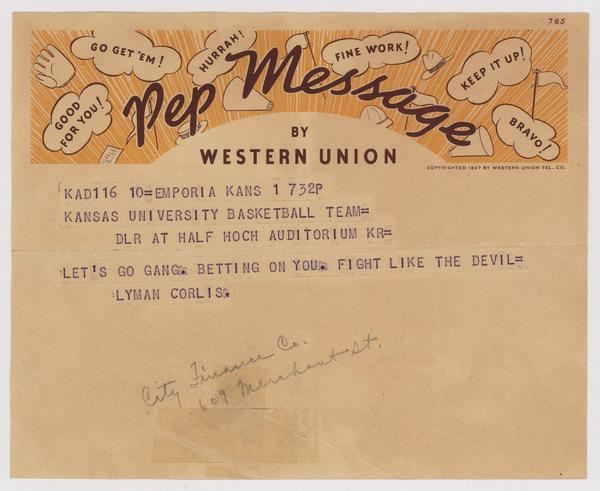 765
GO GET 'EM!
HURRAH!
FINE WORK!
KEEP IT UP!
GOOD FOR YOU!
BRAVO!
Pep Message
BY
WESTERN UNION
COPYRIGHTED 1937 BY WESTERN UNION TEL. CO.
KAD116 10=EMPORIA KANS 1 732P
KANSAS UNIVERSITY BASKETBALL TEAM=
DLR AT HALF HOCH AUDITORIUM KR=
LET'S GO GANG. BETTING ON YOU. FIGHT LIKE THE DEVIL=
LYMAN CORLIS.
City Finance Co.
609 Merchant St.